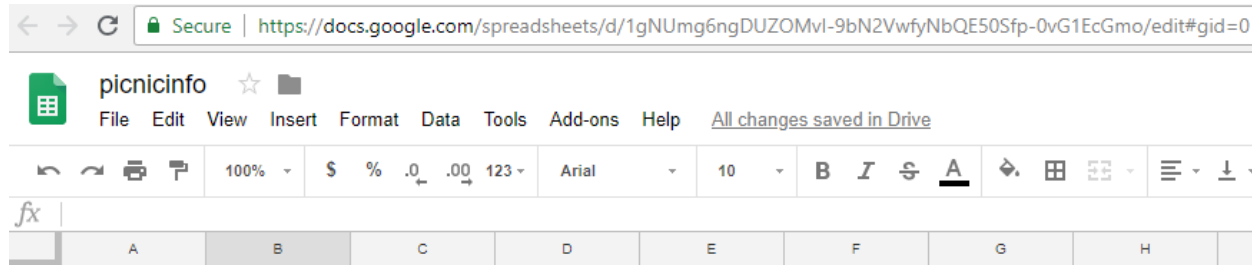 Secure | https://docs.google.com/spreadsheets/d/1gNUmg6ngDUZOMvI-9bN2VwfyNbQE50Sfp-0vG1EcGmo/edit#gid=0
picnicinfo
File Edit View Insert Format Data Tools Add-ons Help All changes saved in Drive
100% $ % .0 .00 123 Arial 10 B I S A
fx
A B C D E F G H